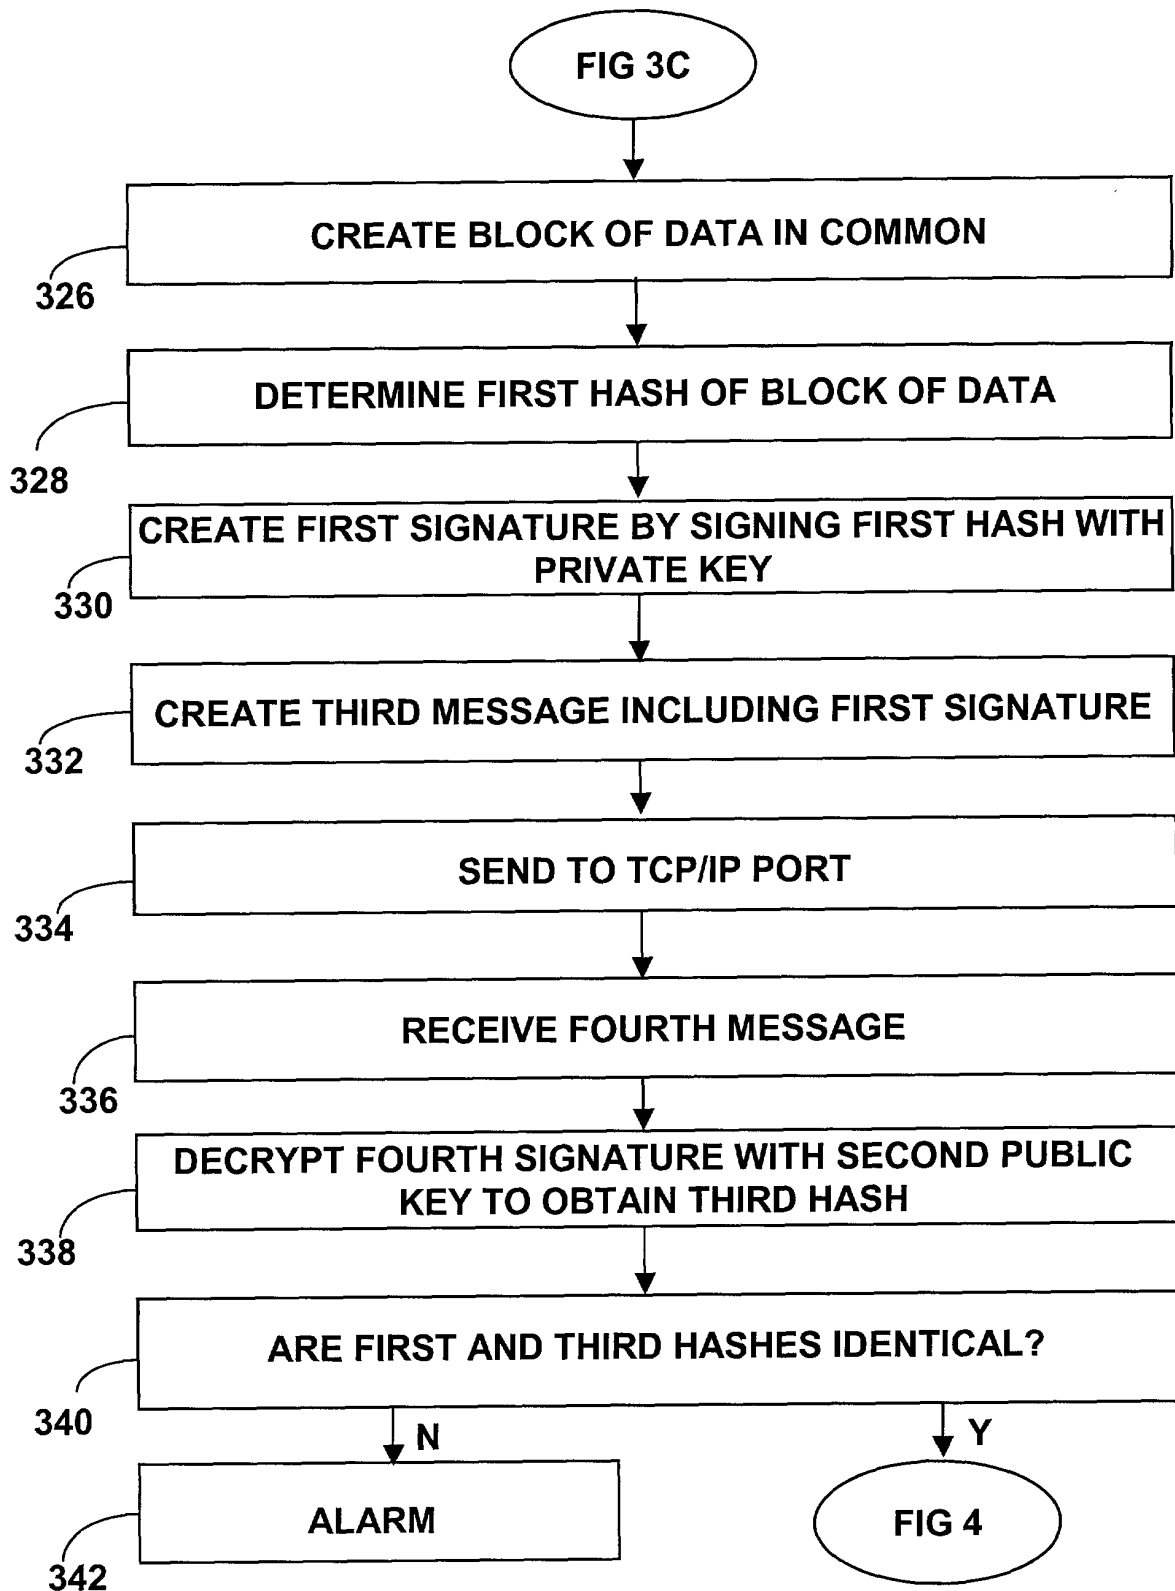 FIG 3C
CREATE BLOCK OF DATA IN COMMON
326
DETERMINE FIRST HASH OF BLOCK OF DATA
328
CREATE FIRST SIGNATURE BY SIGNING FIRST HASH WITH
PRIVATE KEY
330
CREATE THIRD MESSAGE INCLUDING FIRST SIGNATURE
332
SEND TO TCP/IP PORT
334
RECEIVE FOURTH MESSAGE
336
DECRYPT FOURTH SIGNATURE WITH SECOND PUBLIC
KEY TO OBTAIN THIRD HASH
338
ARE FIRST AND THIRD HASHES IDENTICAL?
340
N
Y
ALARM
FIG 4
342